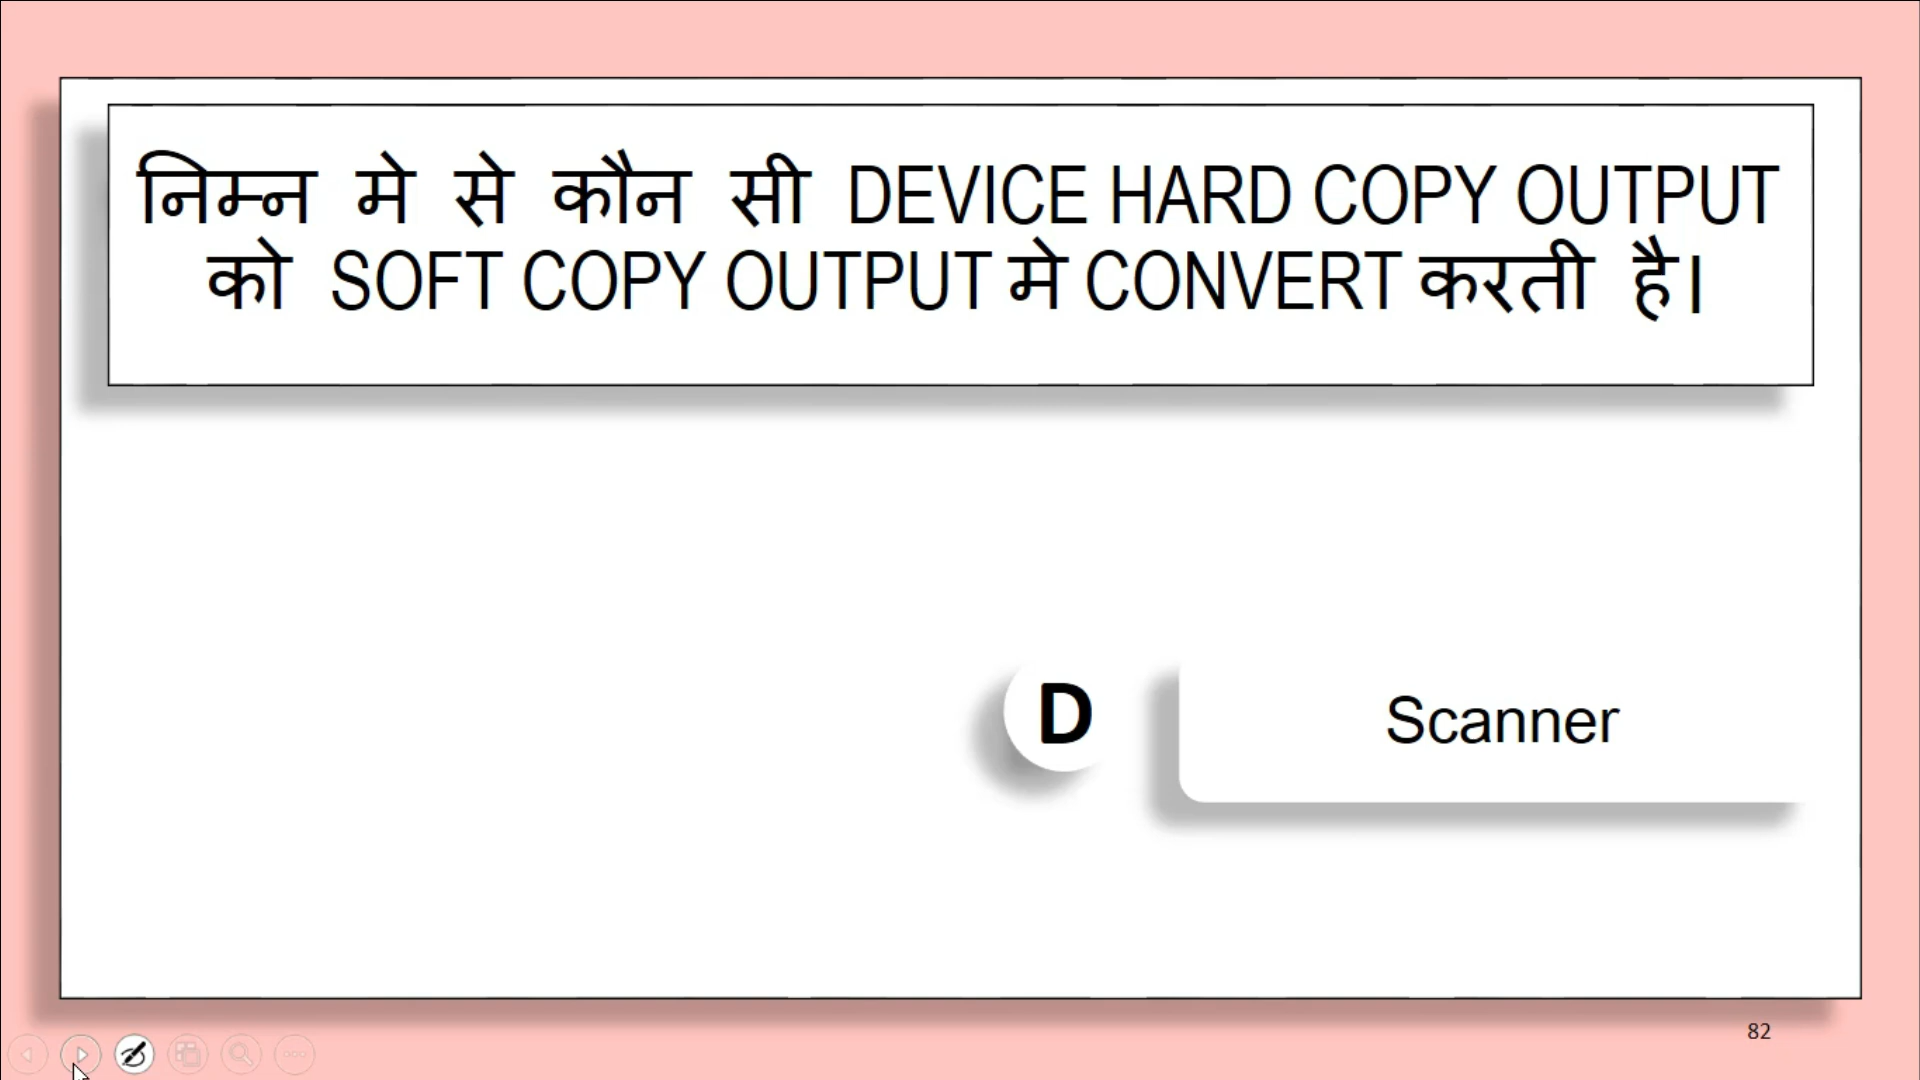 निम्न मे से कौन सी DEVICE HARD COPY OUTPUT
को SOFT COPY OUTPUT मे CONVERT करती है।
D Scanner
82